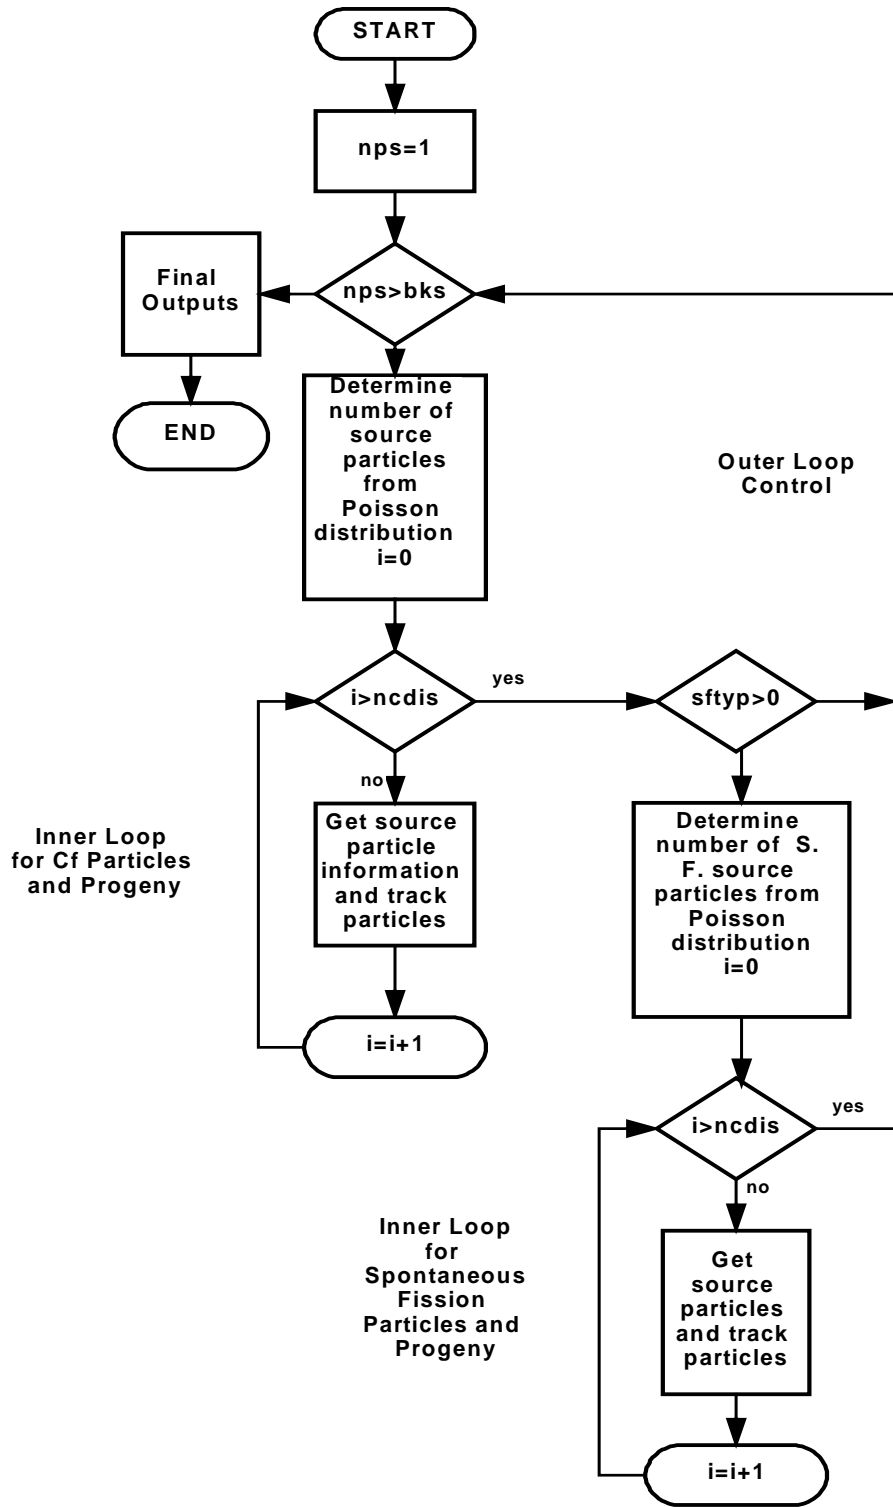 START
nps=1
Final
Outputs
nps>bks
END
Determine
number of
source
particles
from
Poisson
distribution
i=0
Outer Loop
Control
i>ncdis
yes
sftyp>0
no
Inner Loop
for Cf Particles
and Progeny
Get source
particle
information
and track
particles
Determine
number of S.
F. source
particles from
Poisson
distribution
i=0
i=i+1
i>ncdis
yes
no
Inner Loop
for
Spontaneous
Fission
Particles and
Progeny
Get
source
particles
and track
particles
i=i+1